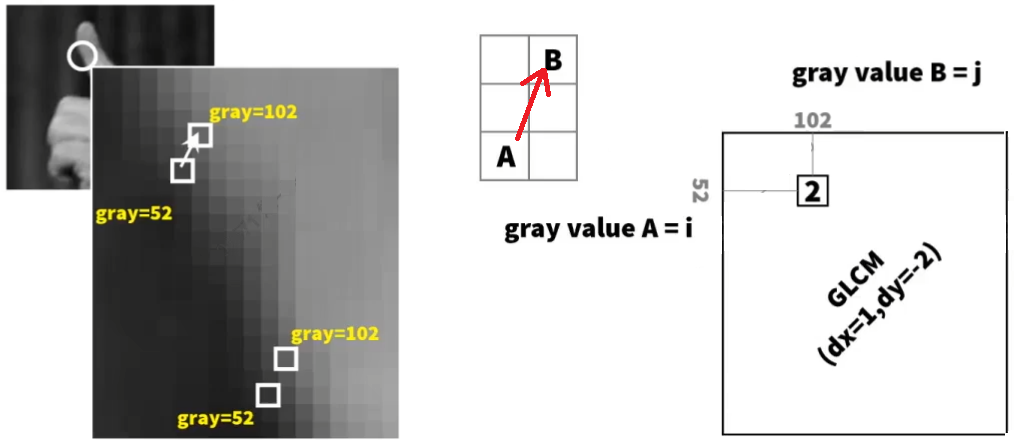 gray=102
gray=52
gray=102
gray=52
B
A
gray value A = i
gray value B = j
102
52
2
GLCM
(dx=1,dy=-2)